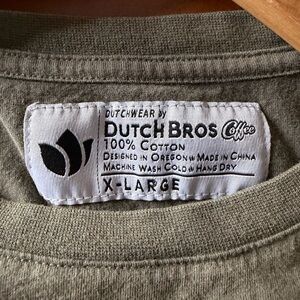 DUTCHWEAR by
DUTCH BROS Coffee
100% COTTON
DESIGNED IN OREGON MADE IN CHINA
MACHINE WASH COLD HANG DRY
X-LARGE